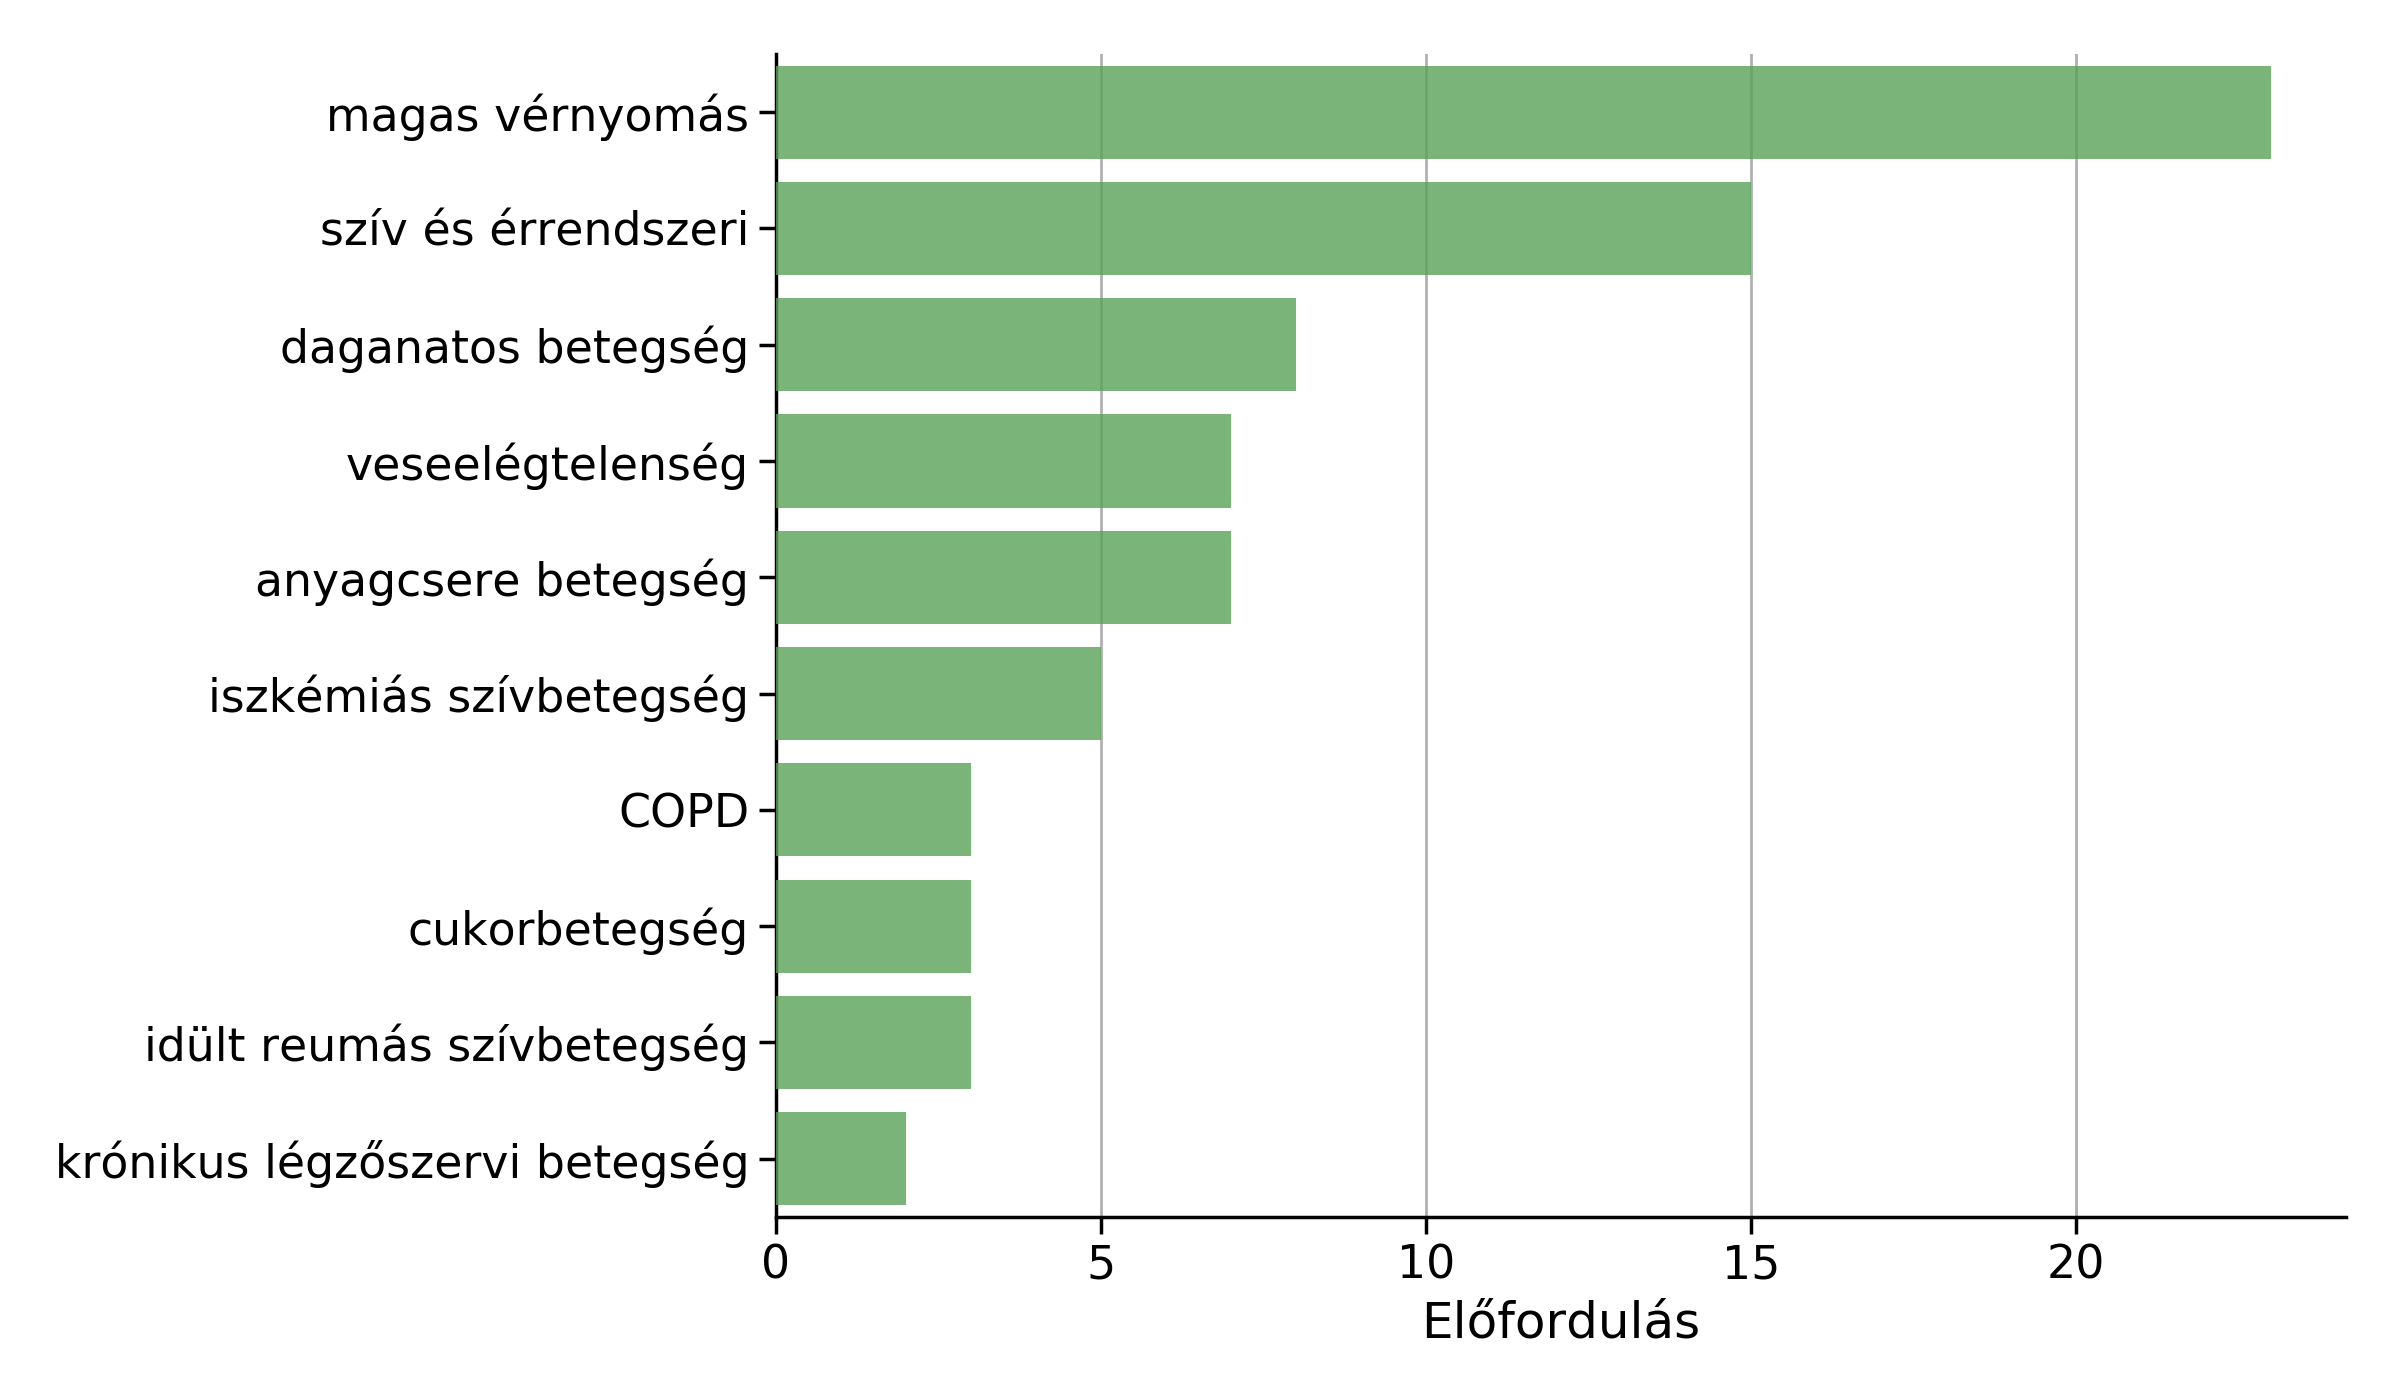 magas vérnyomás
szív és érrendszeri
daganatos betegség
veseelégtelenség
anyagcsere betegség
iszkémiás szívbetegség
COPD
cukorbetegség
idült reumás szívbetegség
krónikus légzőszervi betegség
0 5 10 15 20
Előfordulás